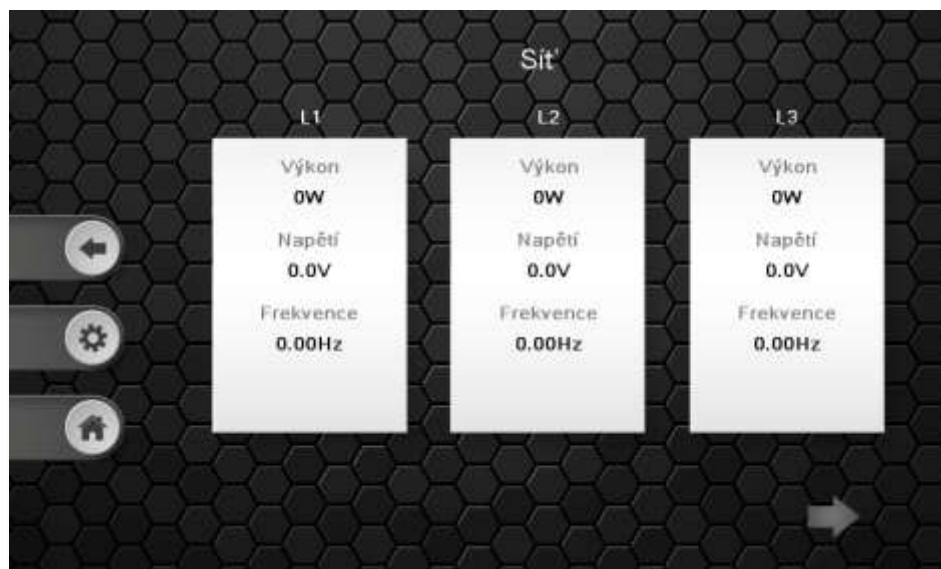 Síť
L1
L2
L3
Výkon
0W
Napětí
0.0V
Frekvence
0.00Hz
Výkon
0W
Napětí
0.0V
Frekvence
0.00Hz
Výkon
0W
Napětí
0.0V
Frekvence
0.00Hz